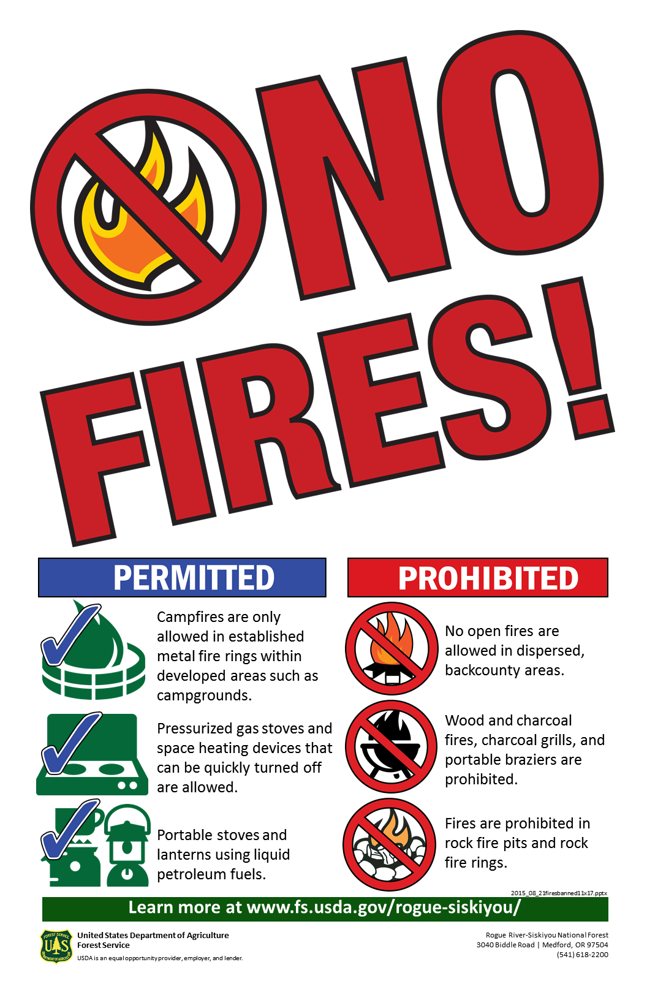 NO
FIRES!
PERMITTED
Campfires are only
allowed in established
metal fire rings within
developed areas such as
campgrounds.
Pressurized gas stoves and
space heating devices that
can be quickly turned off
are allowed.
Portable stoves and
lanterns using liquid
petroleum fuels.
PROHIBITED
No open fires are
allowed in dispersed,
backcounty areas.
Wood and charcoal
fires, charcoal grills, and
portable braziers are
prohibited.
Fires are prohibited in
rock fire pits and rock
fire rings.
2015_08_21firesbanned11x17.pptx
Learn more at www.fs.usda.gov/rogue-siskiyou/
FOREST SERVICE
UAS
DEPARTMENT OF AGRICULTURE
United States Department of Agriculture
Forest Service
USDA is an equal opportunity provider, employer, and lender.
Rogue River-Siskiyou National Forest
3040 Biddle Road | Medford, OR 97504
(541) 618-2200